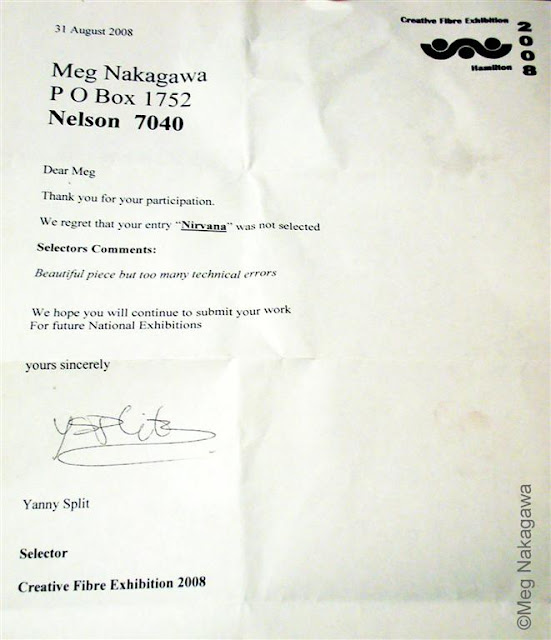 31 August 2008
Creative Fibre Exhibition
2008
Hamilton
Meg Nakagawa
P O Box 1752
Nelson 7040
Dear Meg
Thank you for your participation.
We regret that your entry “Nirvana” was not selected
Selectors Comments:
Beautiful piece but too many technical errors
We hope you will continue to submit your work
For future National Exhibitions
yours sincerely
YSplit
Yanny Split
Selector
Creative Fibre Exhibition 2008
©Meg Nakagawa